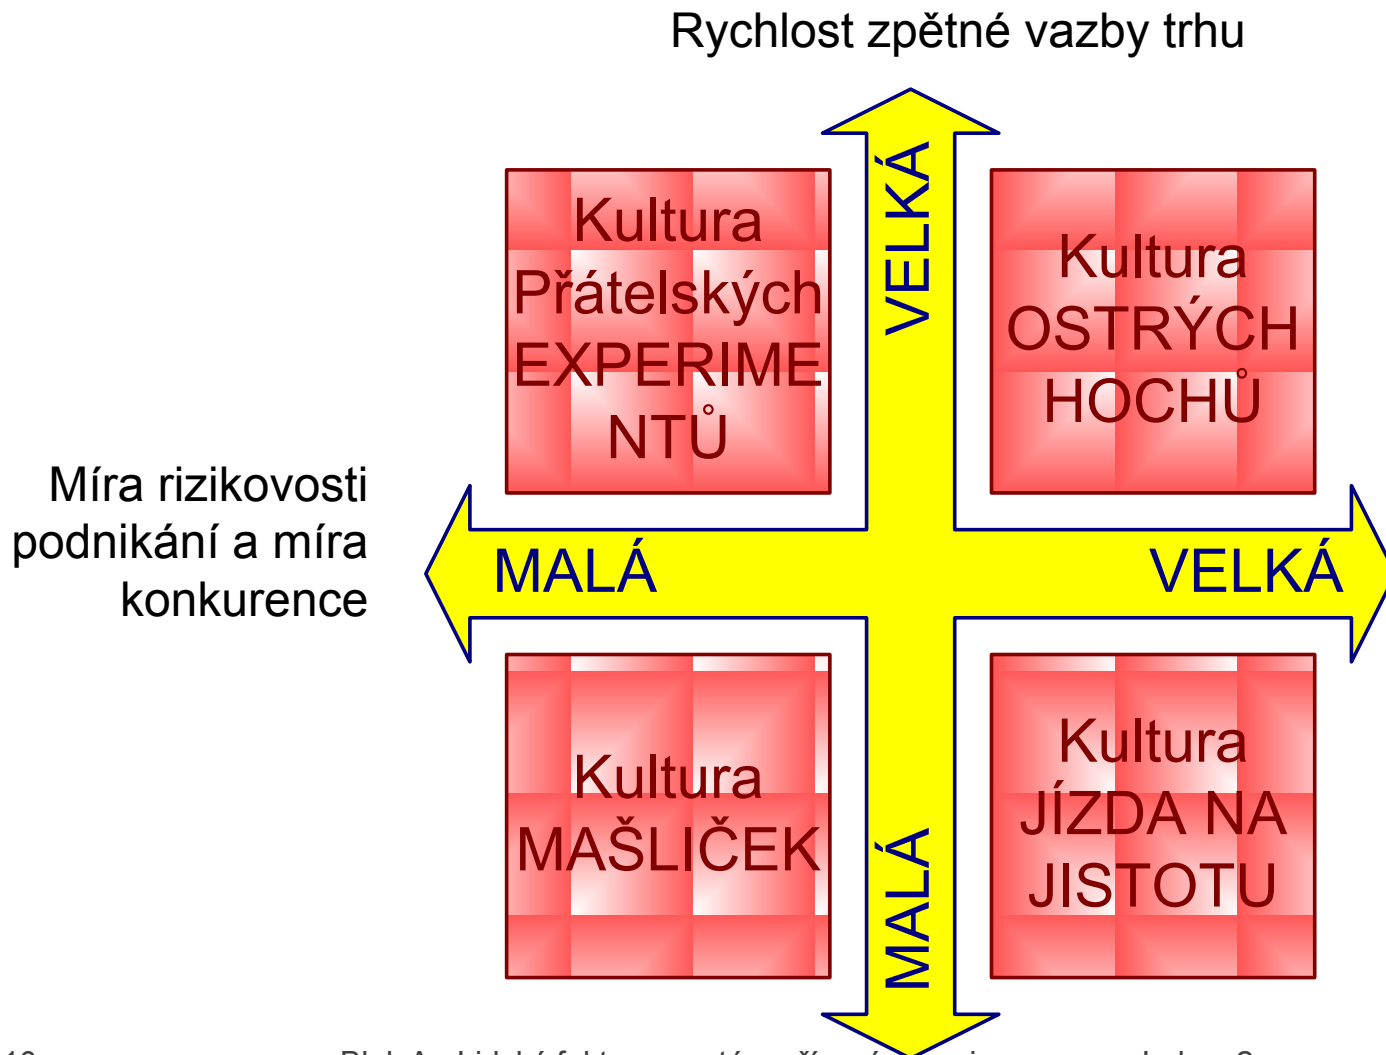 Rychlost zpětné vazby trhu
VELKÁ
Kultura
Přátelských
EXPERIME
NTŮ
Kultura
OSTRÝCH
HOCHŮ
Míra rizikovosti
podnikání a míra
konkurence
MALÁ
VELKÁ
Kultura
MAŠLIČEK
Kultura
JÍZDA NA
JISTOTU
MALÁ